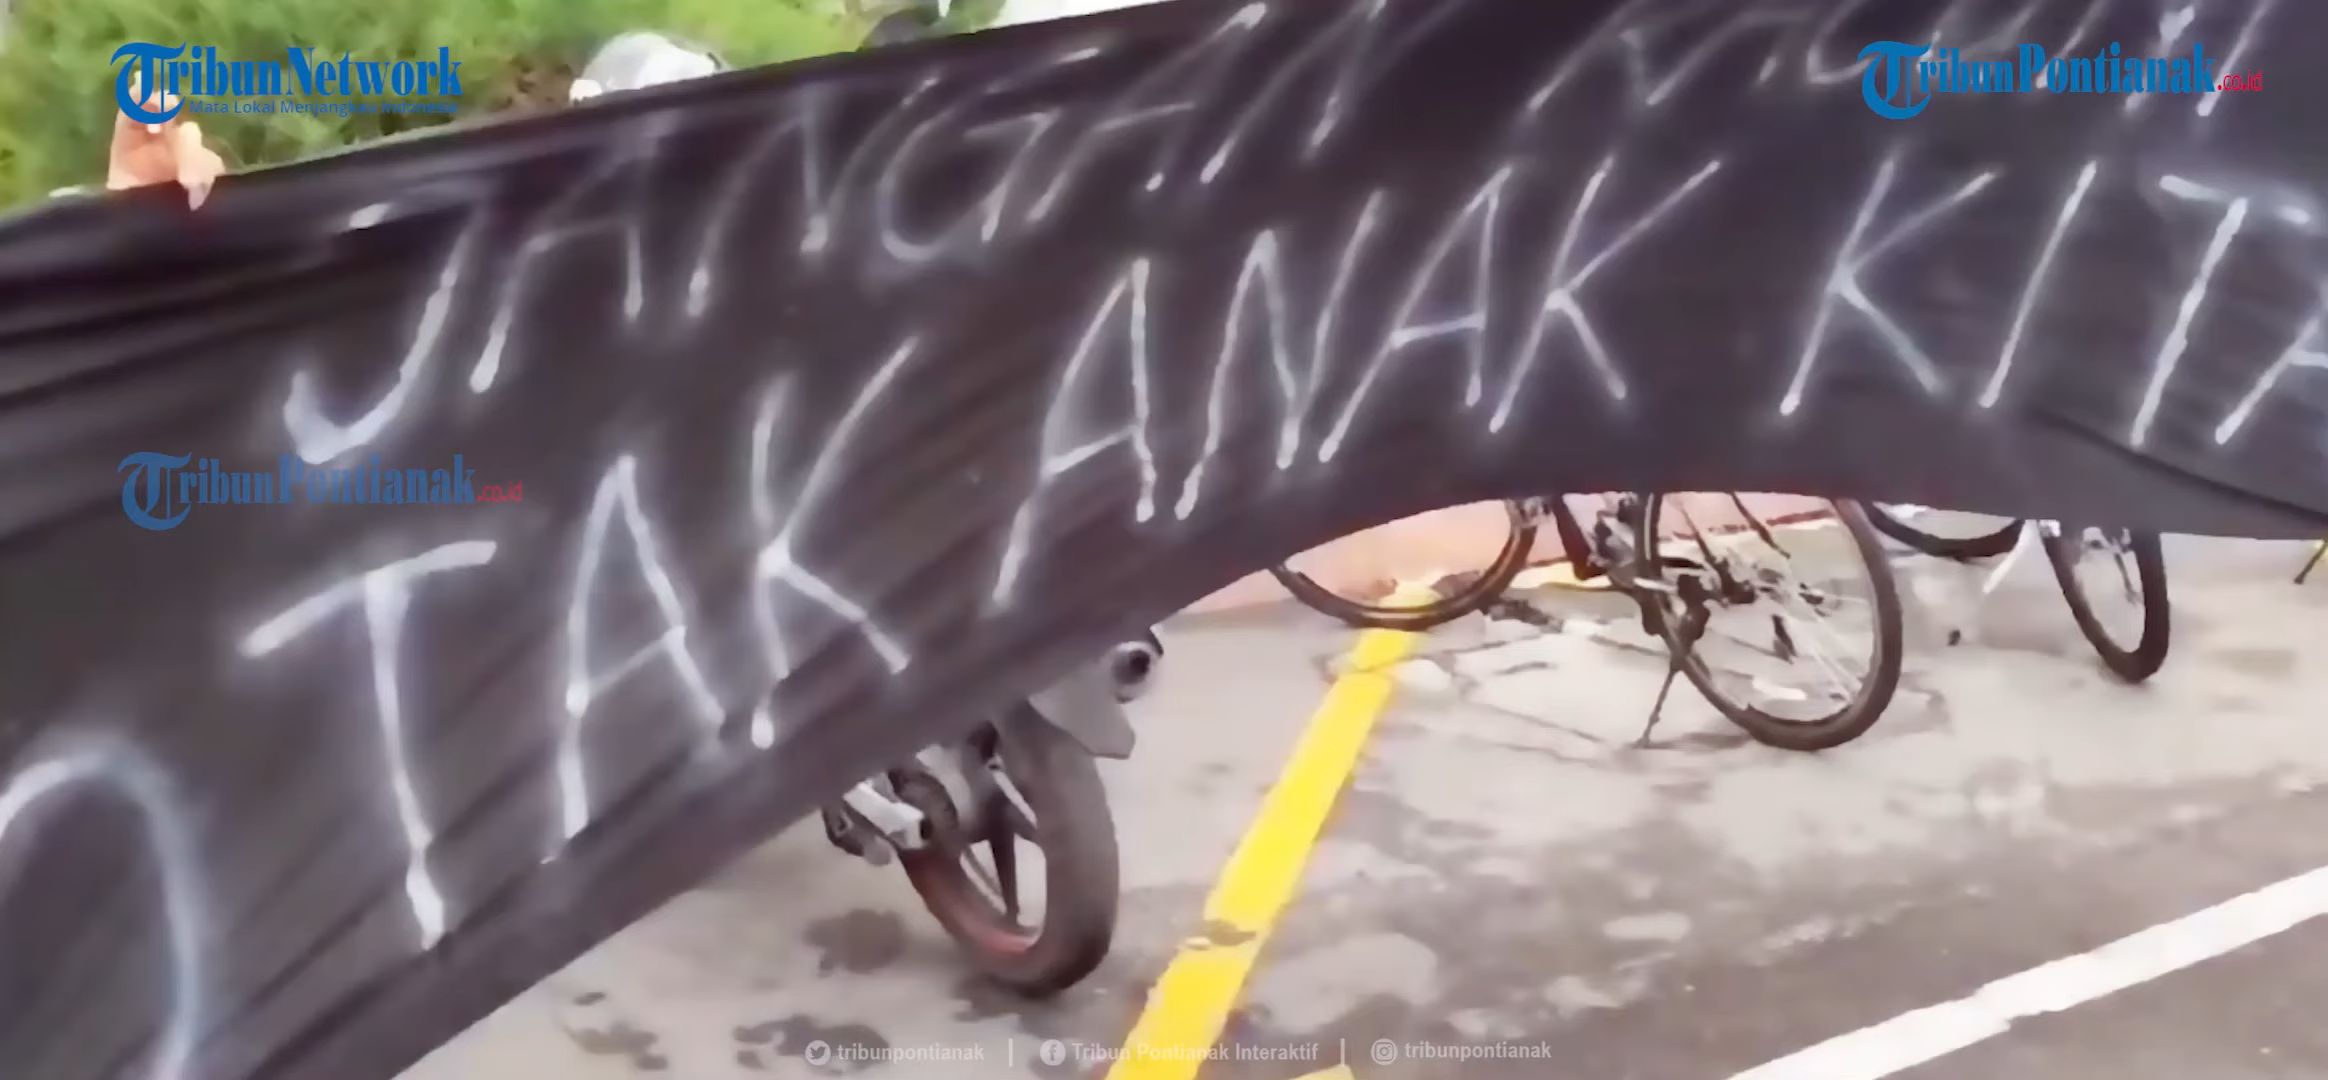 TribunNetwork
Mata Lokal Menjangkau Indonesia
TribunPontianak.co.id
JANGAN
TAK ANAK KITA
TribunPontianak.co.id
tribunpontianak | Tribun Pontianak Interaktif | tribunpontianak